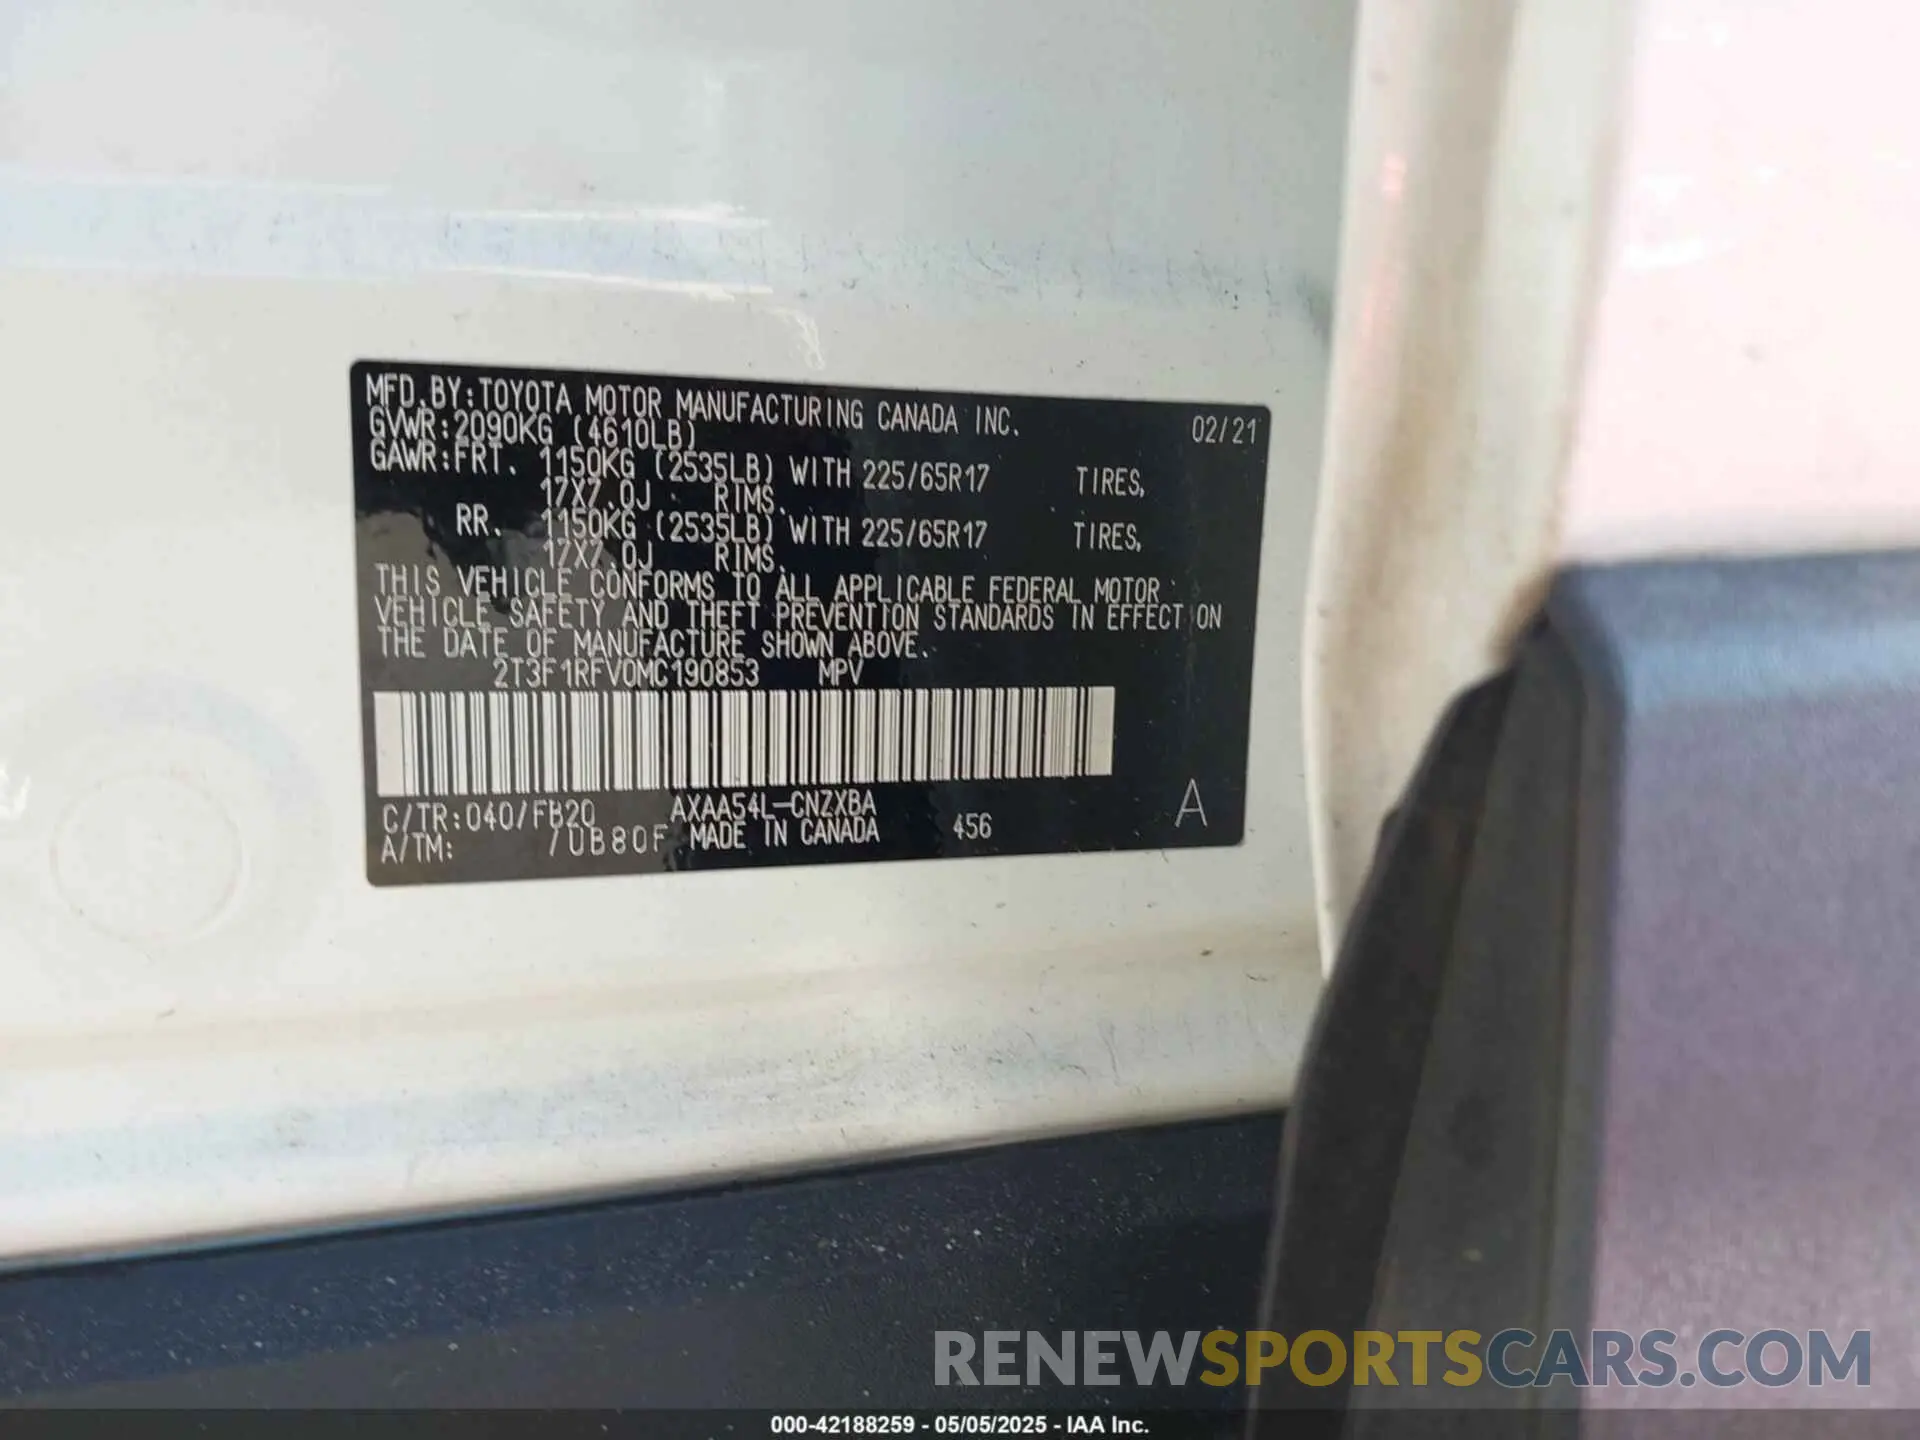 MFD.BY:TOYOTA MOTOR MANUFACTURING CANADA INC. 02/21
GVWR:2090KG (4610LB)
GAWR:FRT. 1150KG (2535LB) WITH 225/65R17 TIRES,
17X7.0J RIMS,
RR. 1150KG (2535LB) WITH 225/65R17 TIRES,
17X7.0J RIMS,
THIS VEHICLE CONFORMS TO ALL APPLICABLE FEDERAL MOTOR
VEHICLE SAFETY AND THEFT PREVENTION STANDARDS IN EFFECT ON
THE DATE OF MANUFACTURE SHOWN ABOVE.
2T3F1RFV0MC190853 MPV
C/TR:040/FB20 AXAA54L-CNZXBA A
A/TM: /UB80F MADE IN CANADA 456
RENEWSPORTSCARS.COM
000-42188259 - 05/05/2025 - IAA Inc.